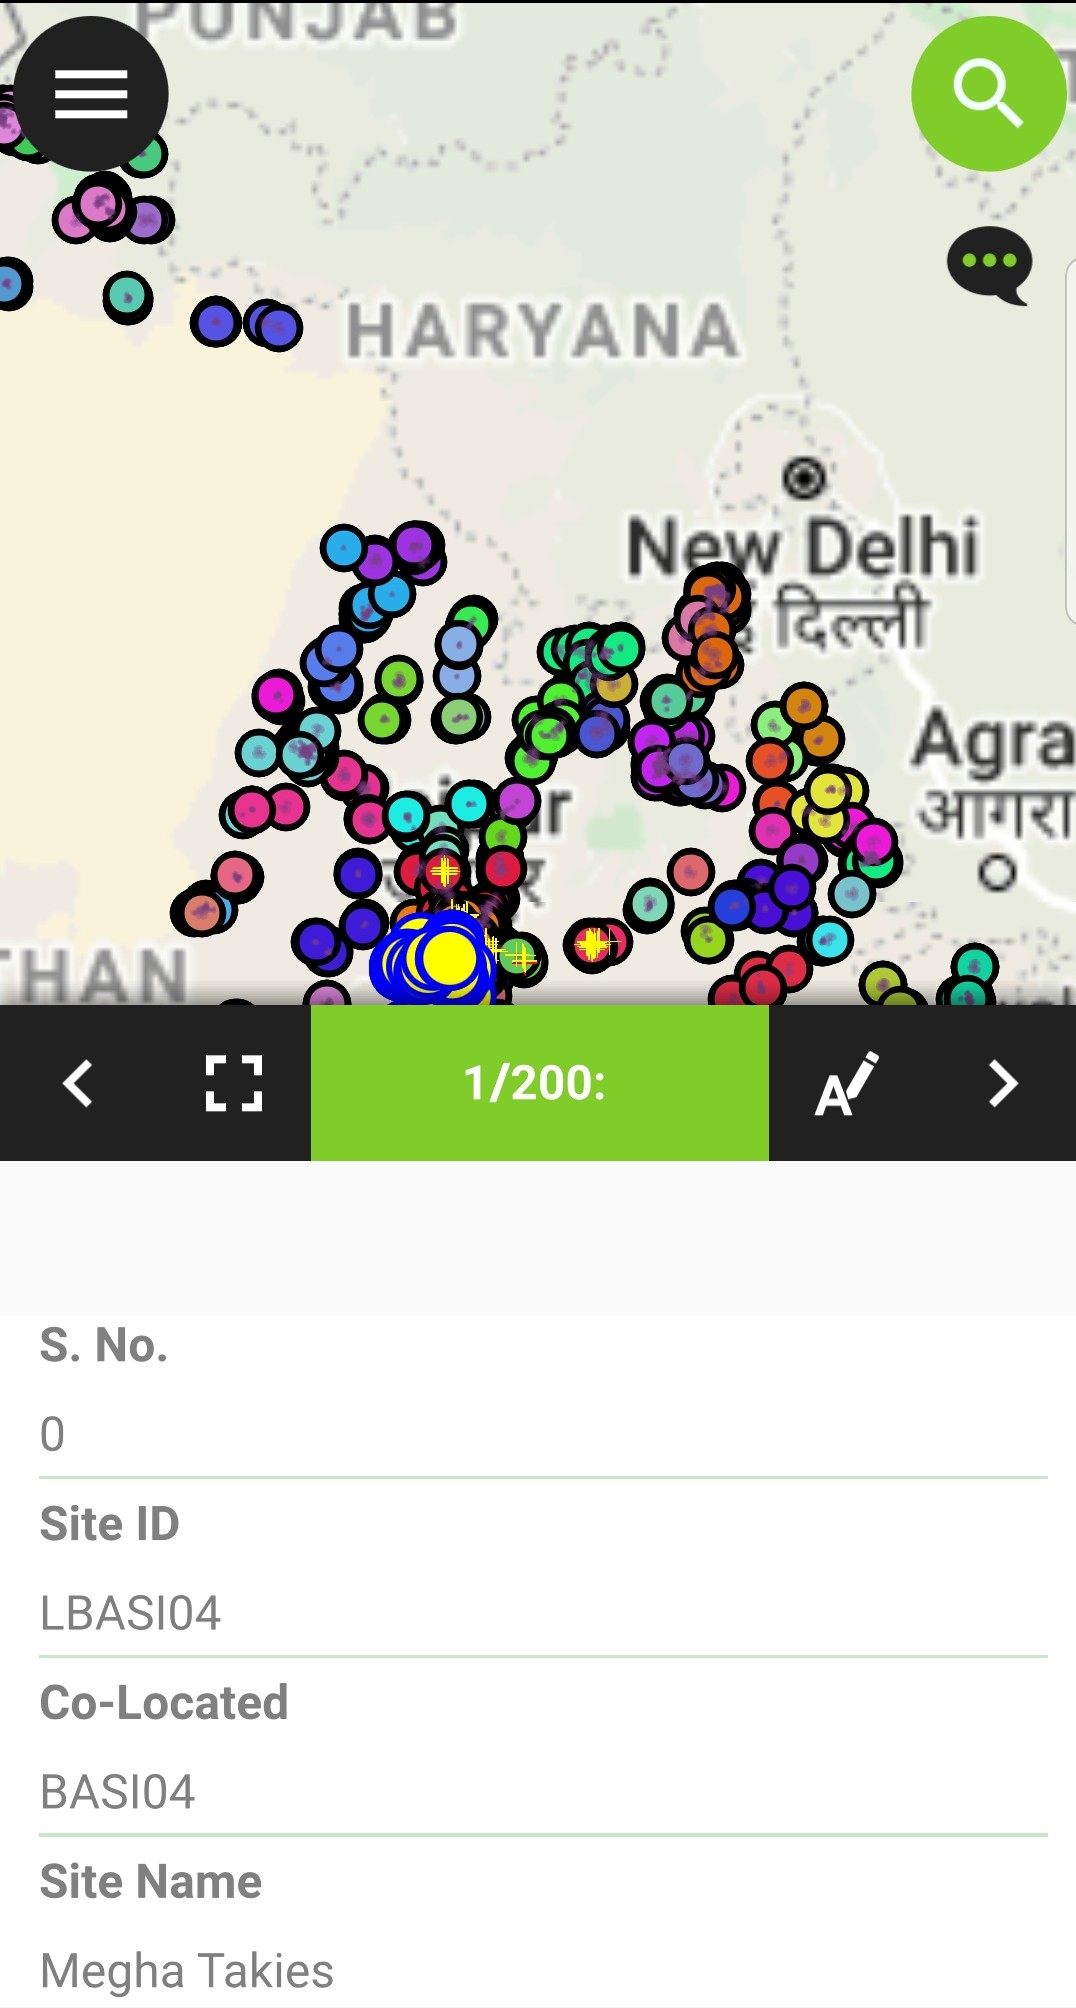 PUNJAB
HARYANA
New Delhi
दिल्ली
Agra
आगरा
THAN
1/200:
S. No.
0
Site ID
LBASI04
Co-Located
BASI04
Site Name
Megha Takies